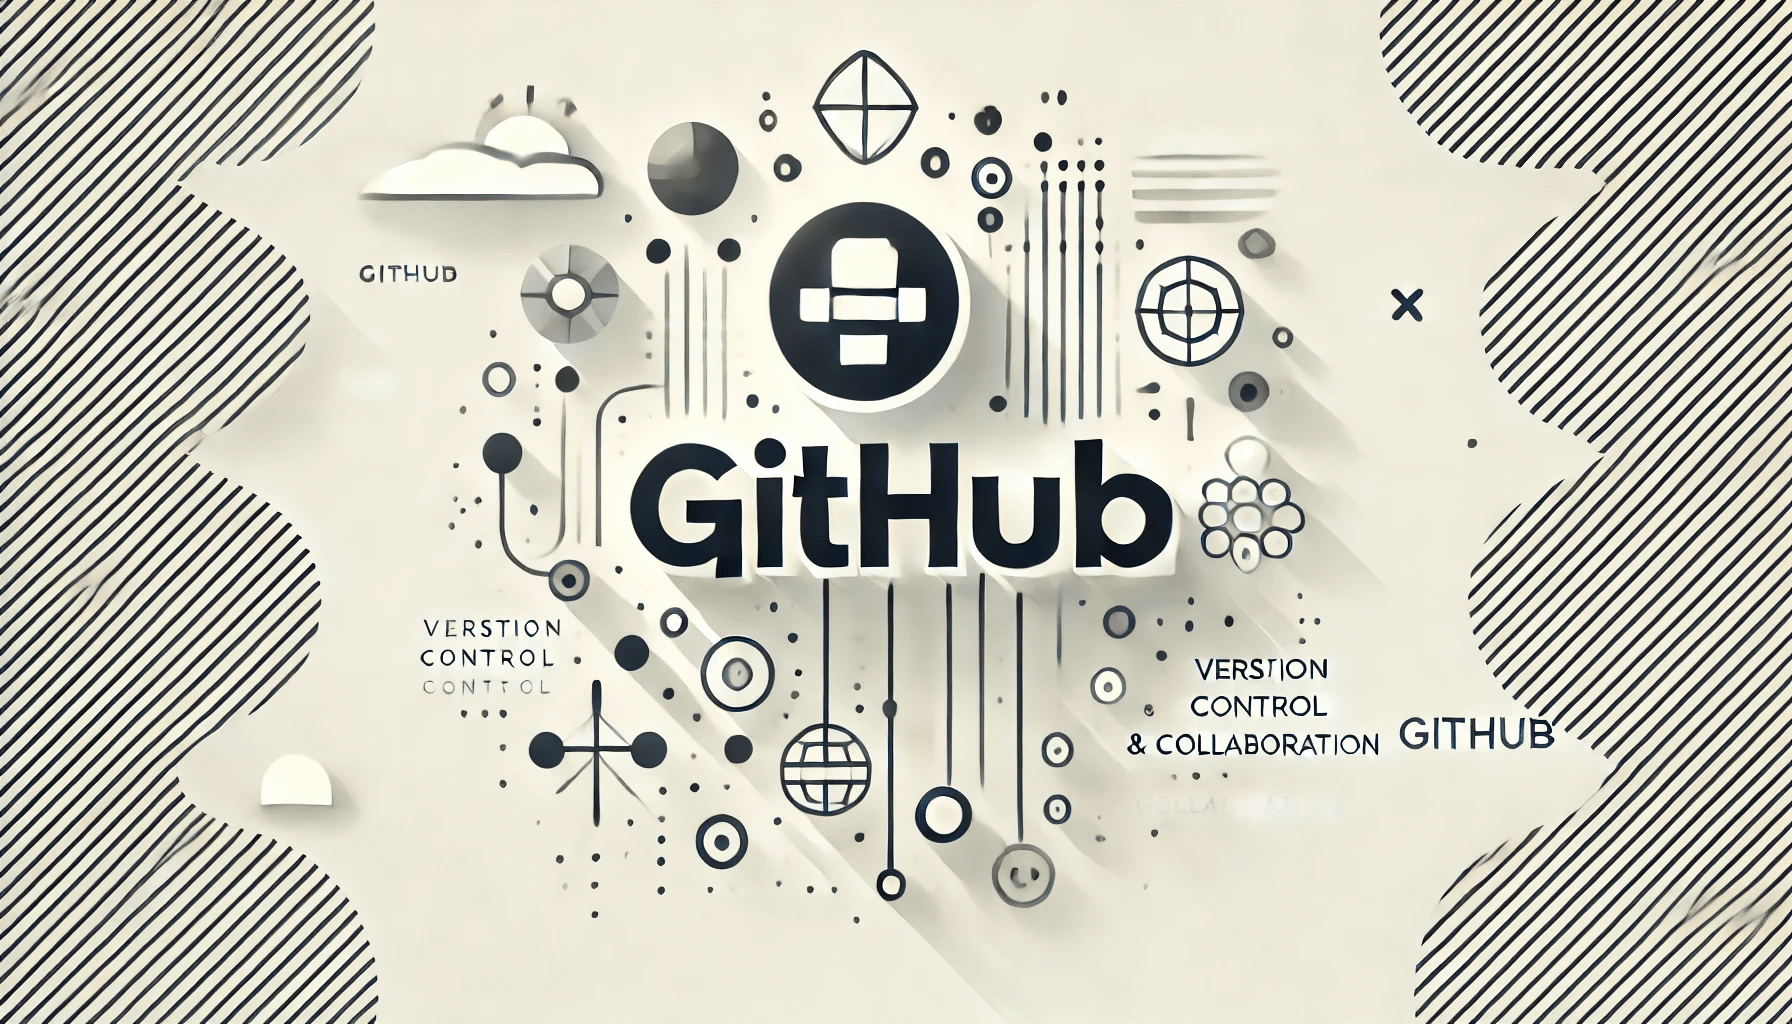 GITHUB
GitHub
VERSTION
CONTROL
CONTTOL
VERSTION
CONTROL
& COLLABORATION
GITHUB